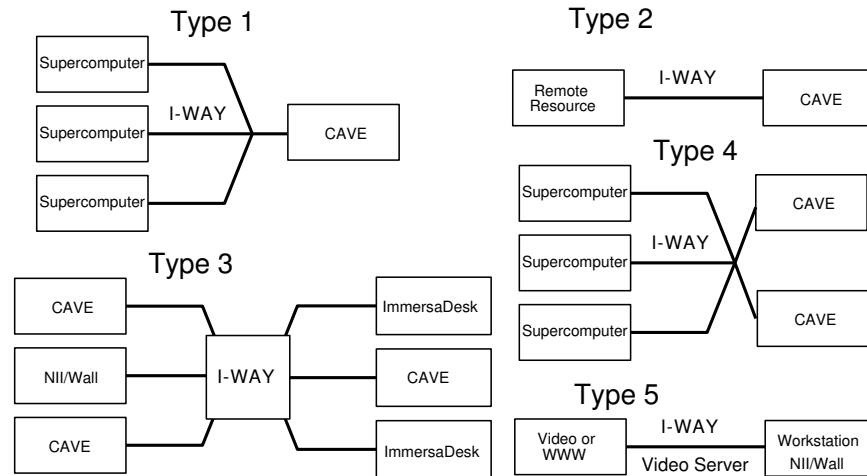 Type 1
Supercomputer
I-WAY
Supercomputer
CAVE
Supercomputer
Type 2
I-WAY
Remote
Resource
CAVE
Type 3
CAVE
ImmersaDesk
NII/Wall
I-WAY
CAVE
CAVE
ImmersaDesk
Type 4
Supercomputer
CAVE
I-WAY
Supercomputer
Supercomputer
CAVE
Type 5
I-WAY
Video or
WWW
Video Server
Workstation
NII/Wall